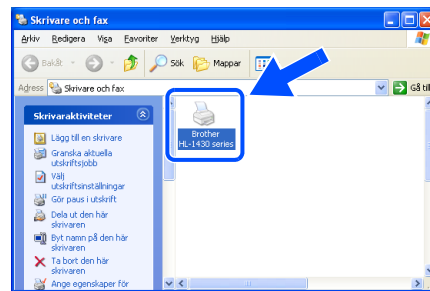 Skrivare och fax
Arkiv Redigera Visa Favoriter Verktyg Hjälp
Bakåt Sök Mappar
Adress Skrivare och fax Gå till
Skrivaraktiviteter
Lägg till en skrivare
Granska aktuella
utskriftsjobb
Välj
utskriftsinställningar
Gör paus i utskrift
Dela ut den här
skrivaren
Byt namn på den här
skrivaren
Ta bort den här
skrivaren
Ange egenskaper för
Brother
HL-1430 series